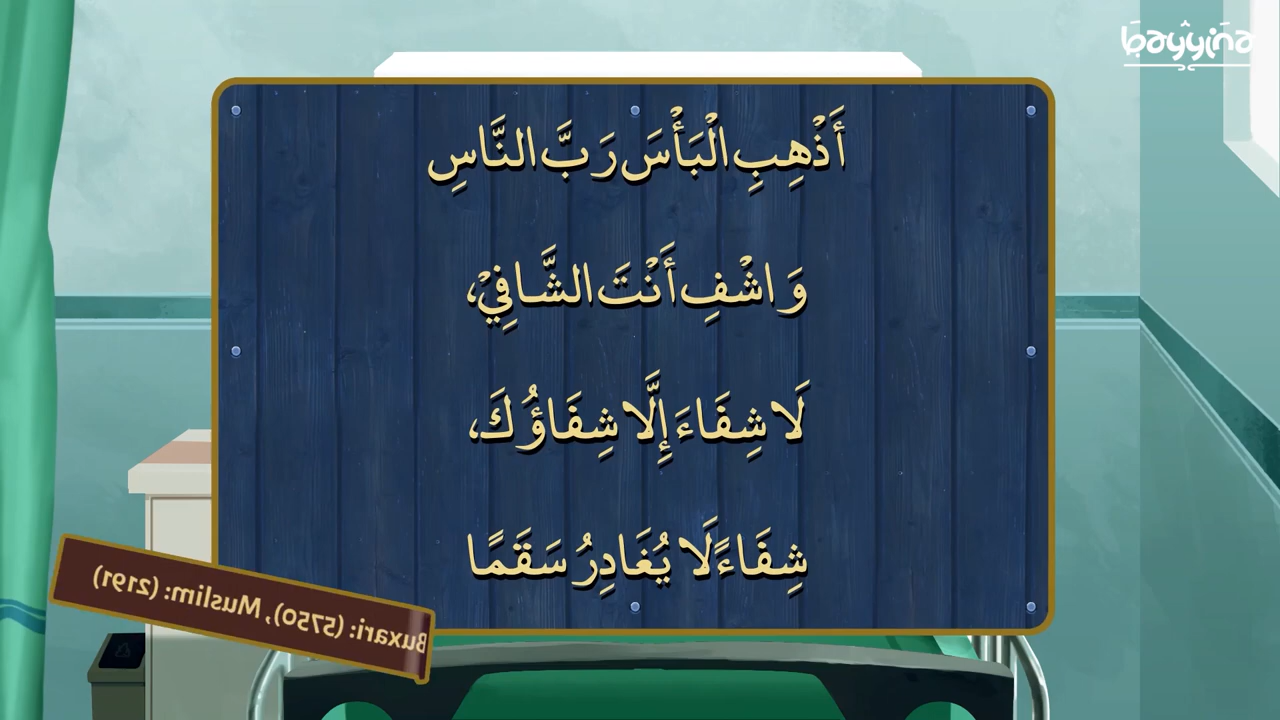 bayyina
أَذْهِبِ الْبَأْسَ رَبَّ النَّاسِ
وَاشْفِ أَنْتَ الشَّافِيْ،
لَا شِفَاءَ إِلَّا شِفَاؤُكَ،
شِفَاءً لَا يُغَادِرُ سَقَمًا
Buxari: (5750), Muslim: (2191)